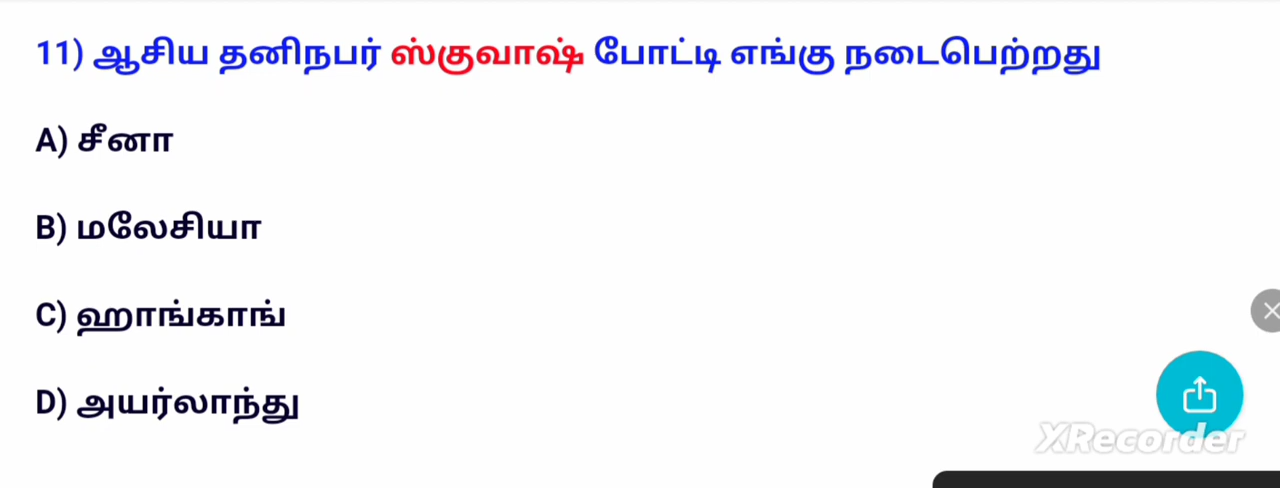 11) ஆசிய தனிநபர் ஸ்குவாஷ் போட்டி எங்கு நடைபெற்றது
A) சீனா
B) மலேசியா
C) ஹாங்காங்
D) அயர்லாந்து
XRecorder